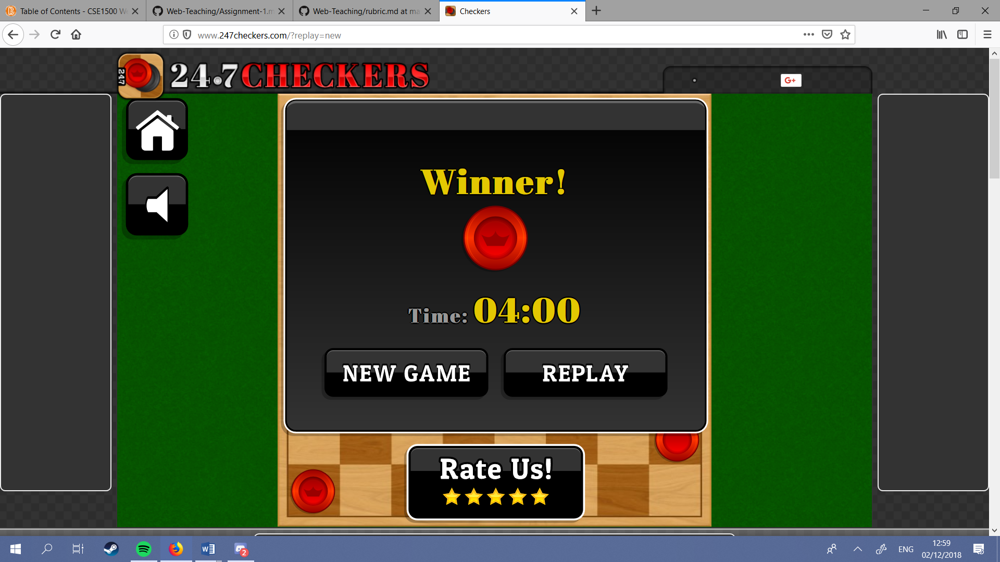 Table of Contents - CSE1500 We
Web-Teaching/Assignment-1.m
Web-Teaching/rubric.md at ma
Checkers
www.247checkers.com/?replay=new
247
24·7CHECKERS
G+
Winner!
Time: 04:00
NEW GAME
REPLAY
Rate Us!
2
ENG
12:59
02/12/2018